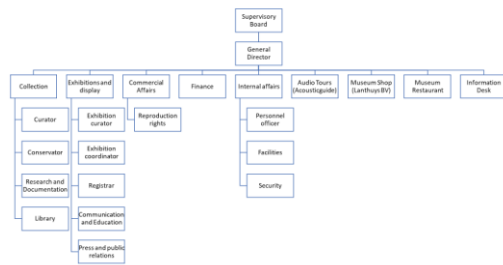 Supervisory
Board
General
Director
Collection
Exhibitions and
display
Commercial
Affairs
Finance
Internal affairs
Audio Tours
(Acousticguide)
Museum Shop
(Lanthuys BV)
Museum
Restaurant
Information
Desk
Curator
Conservator
Research and
Documentation
Library
Exhibition
curator
Exhibition
coordinator
Registrar
Communication
and Education
Press and public
relations
Reproduction
rights
Personnel
officer
Facilities
Security